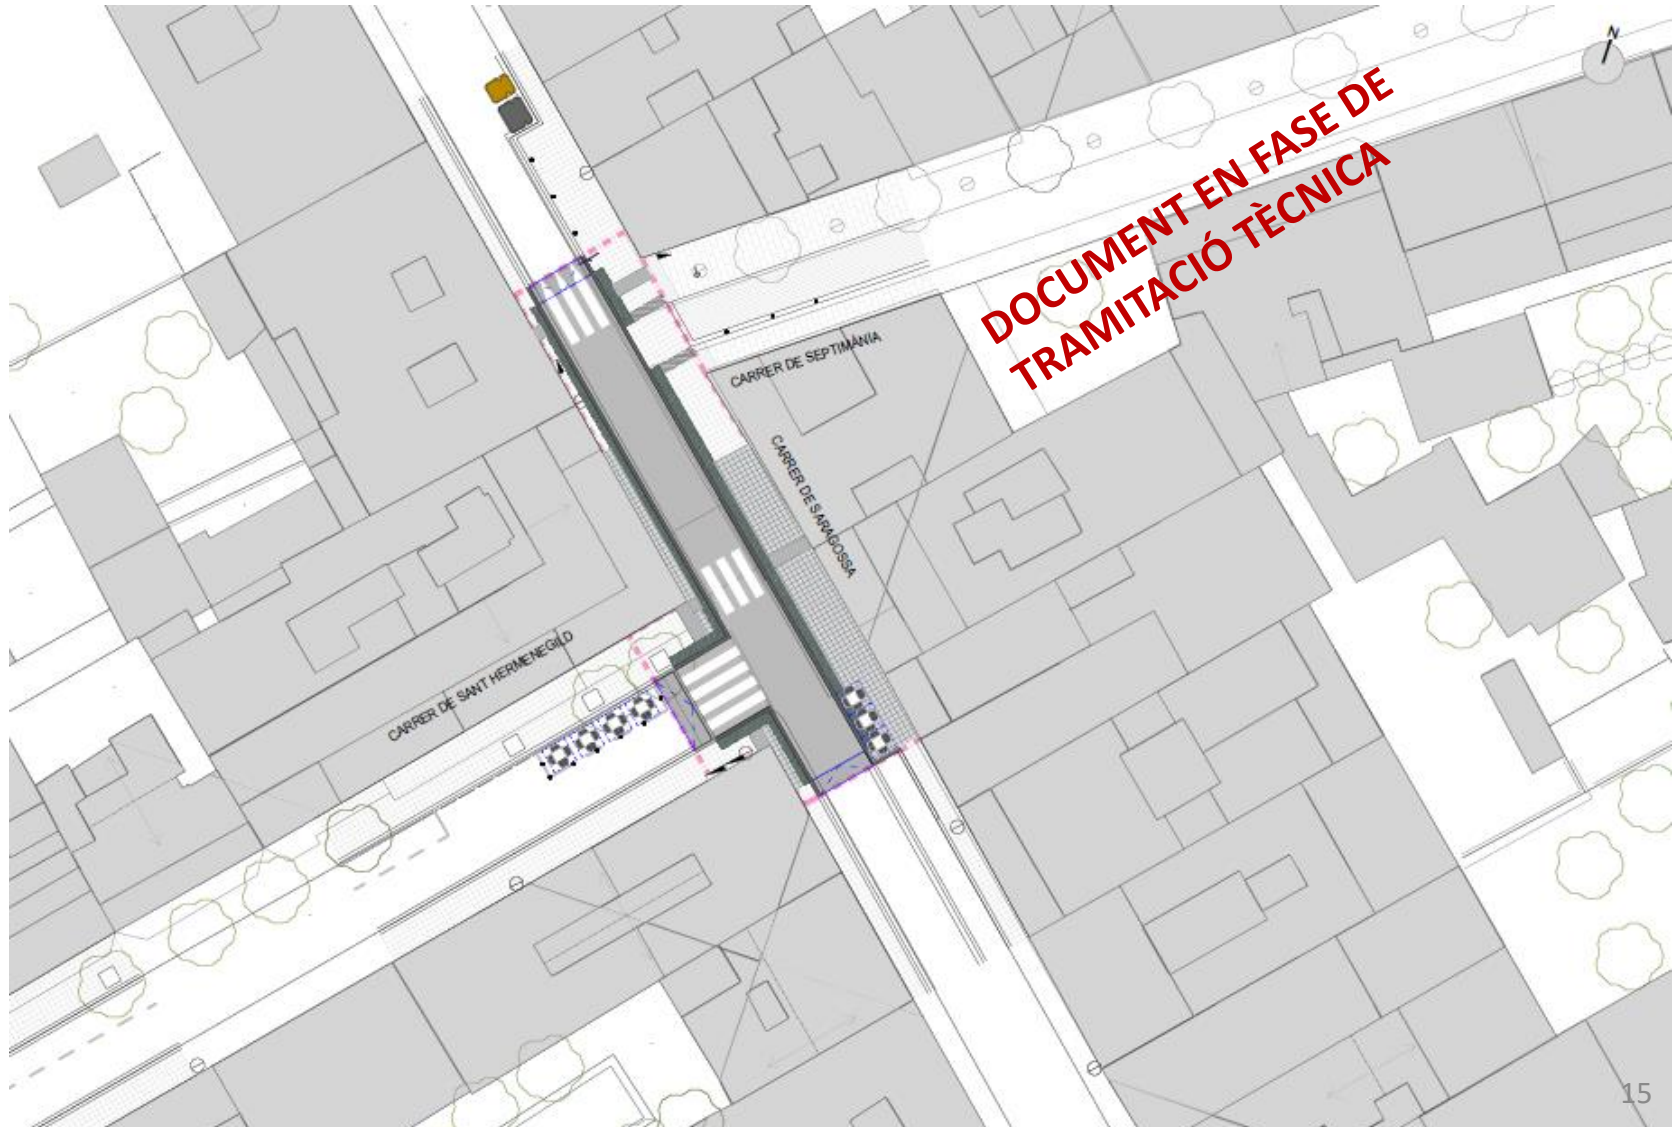 N
DOCUMENT EN FASE DE
TRAMITACIÓ TÈCNICA
CARRER DE SEPTIMÀNIA
CARRER DE SARAGOSSA
CARRER DE SANT HERMENEGILD
15